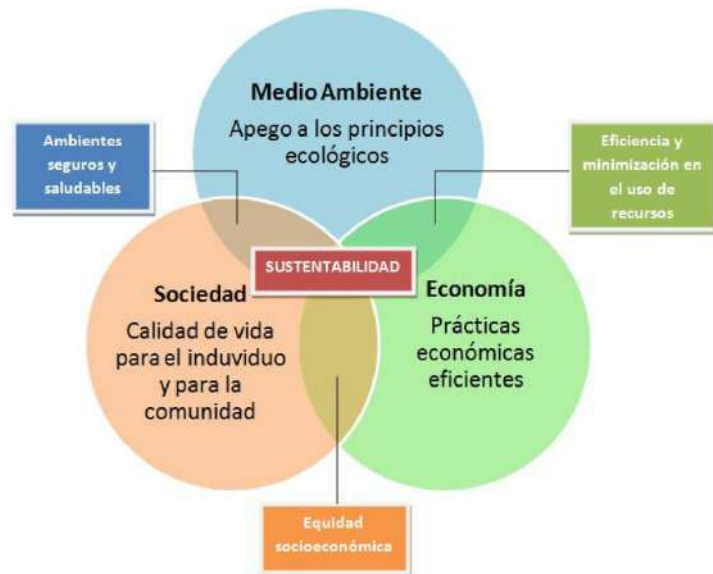 Medio Ambiente
Apego a los principios
ecológicos
Ambientes
seguros y
saludables
Eficiencia y
minimización en
el uso de
recursos
SUSTENTABILIDAD
Sociedad
Calidad de vida
para el induviduo
y para la
comunidad
Economía
Prácticas
económicas
eficientes
Equidad
socioeconómica